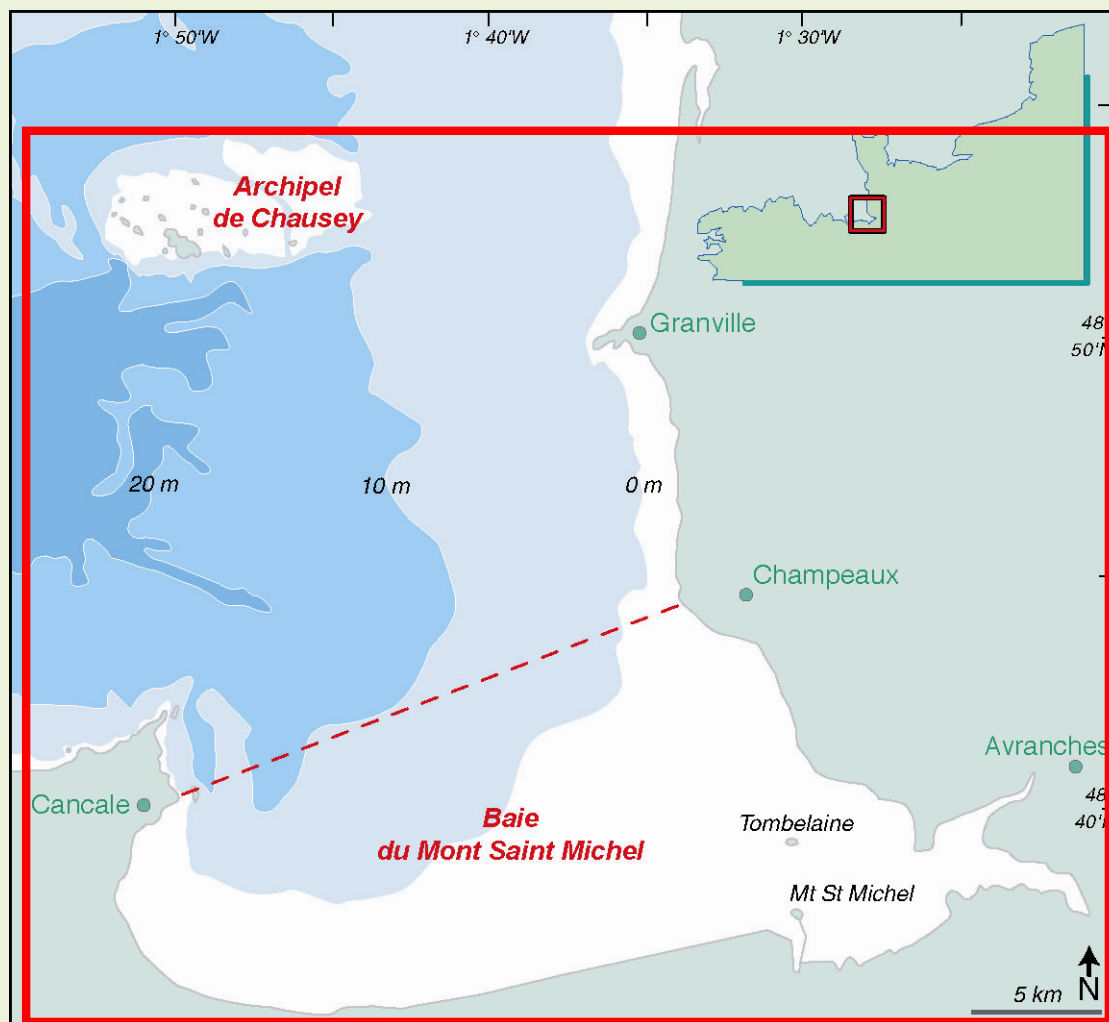 1° 50'W
1° 40'W
1° 30'W
Archipel
de Chausey
Granville
48
50'N
20 m
10 m
0 m
Champeaux
Avranches
Cancale
48
40'N
Baie
du Mont Saint Michel
Tombelaine
Mt St Michel
5 km
N